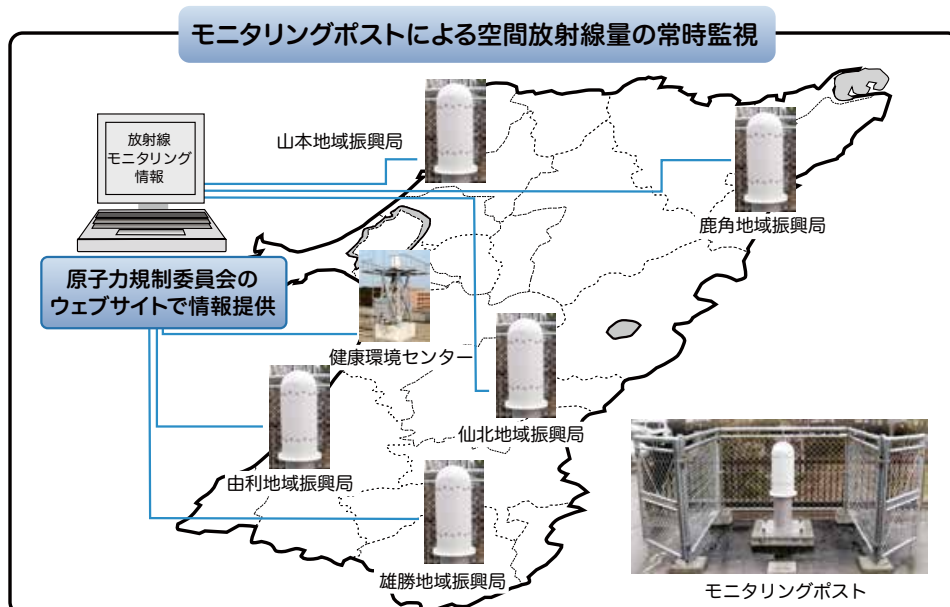 モニタリングポストによる空間放射線量の常時監視
放射線
モニタリング
情報
山本地域振興局
鹿角地域振興局
原子力規制委員会の
ウェブサイトで情報提供
健康環境センター
仙北地域振興局
由利地域振興局
雄勝地域振興局
モニタリングポスト